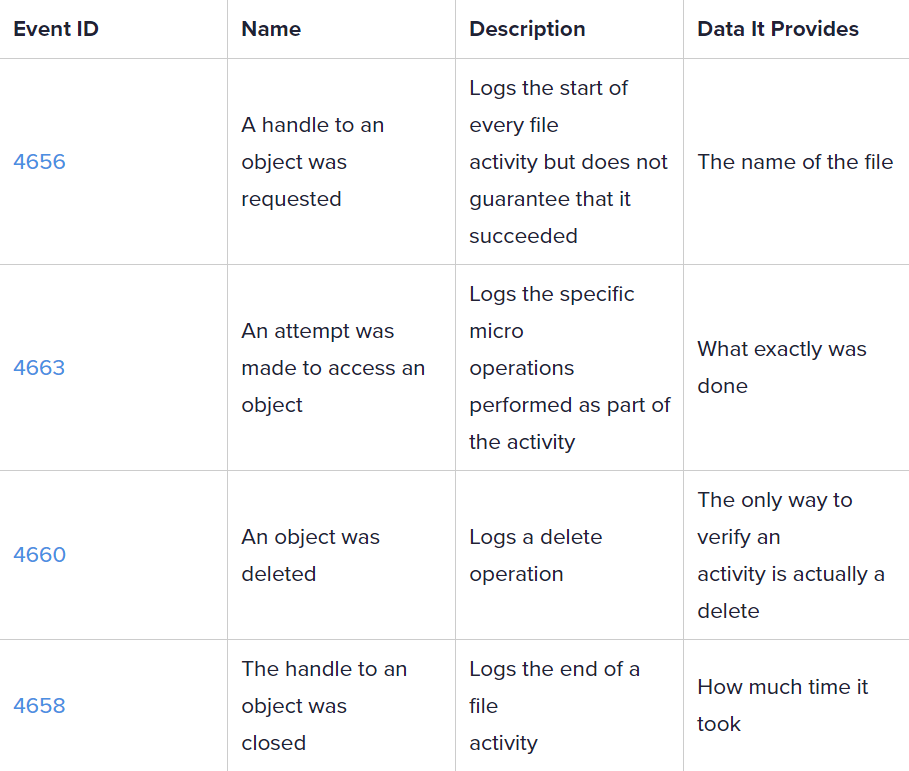 Event ID
Name
Description
Data It Provides
4656
A handle to an
object was
requested
Logs the start of
every file
activity but does not
guarantee that it
succeeded
The name of the file
4663
An attempt was
made to access an
object
Logs the specific
micro
operations
performed as part of
the activity
What exactly was
done
4660
An object was
deleted
Logs a delete
operation
The only way to
verify an
activity is actually a
delete
4658
The handle to an
object was
closed
Logs the end of a
file
activity
How much time it
took